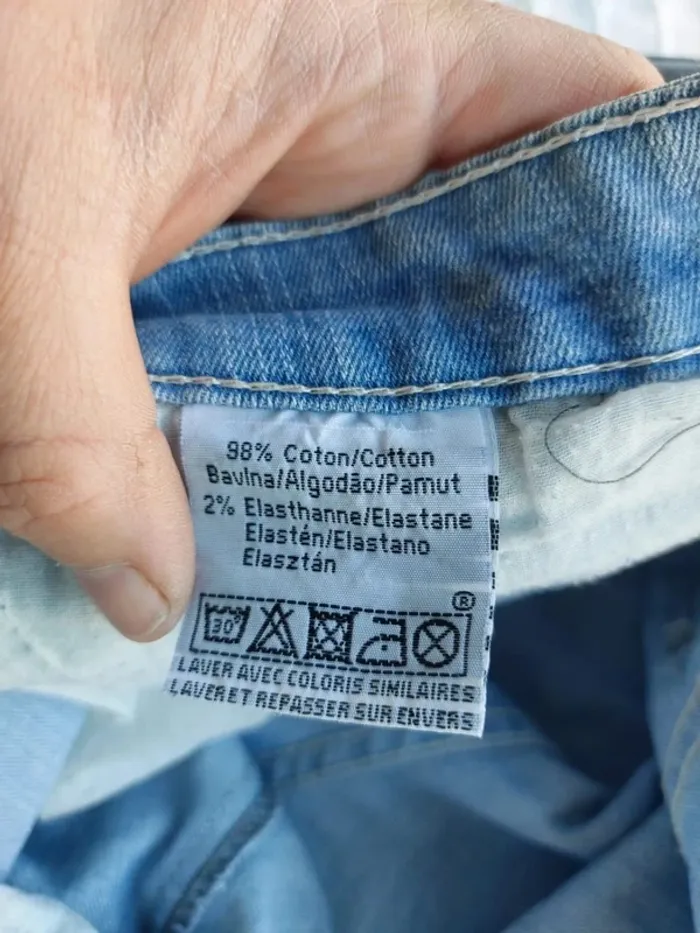 98% Coton/Cotton
Bavlna/Algodão/Pamut
2% Elasthanne/Elastane
Elastén/Elastano
Elasztán
®
30°
LAVER AVEC COLORIS SIMILAIRES
LAVER ET REPASSER SUR ENVERS